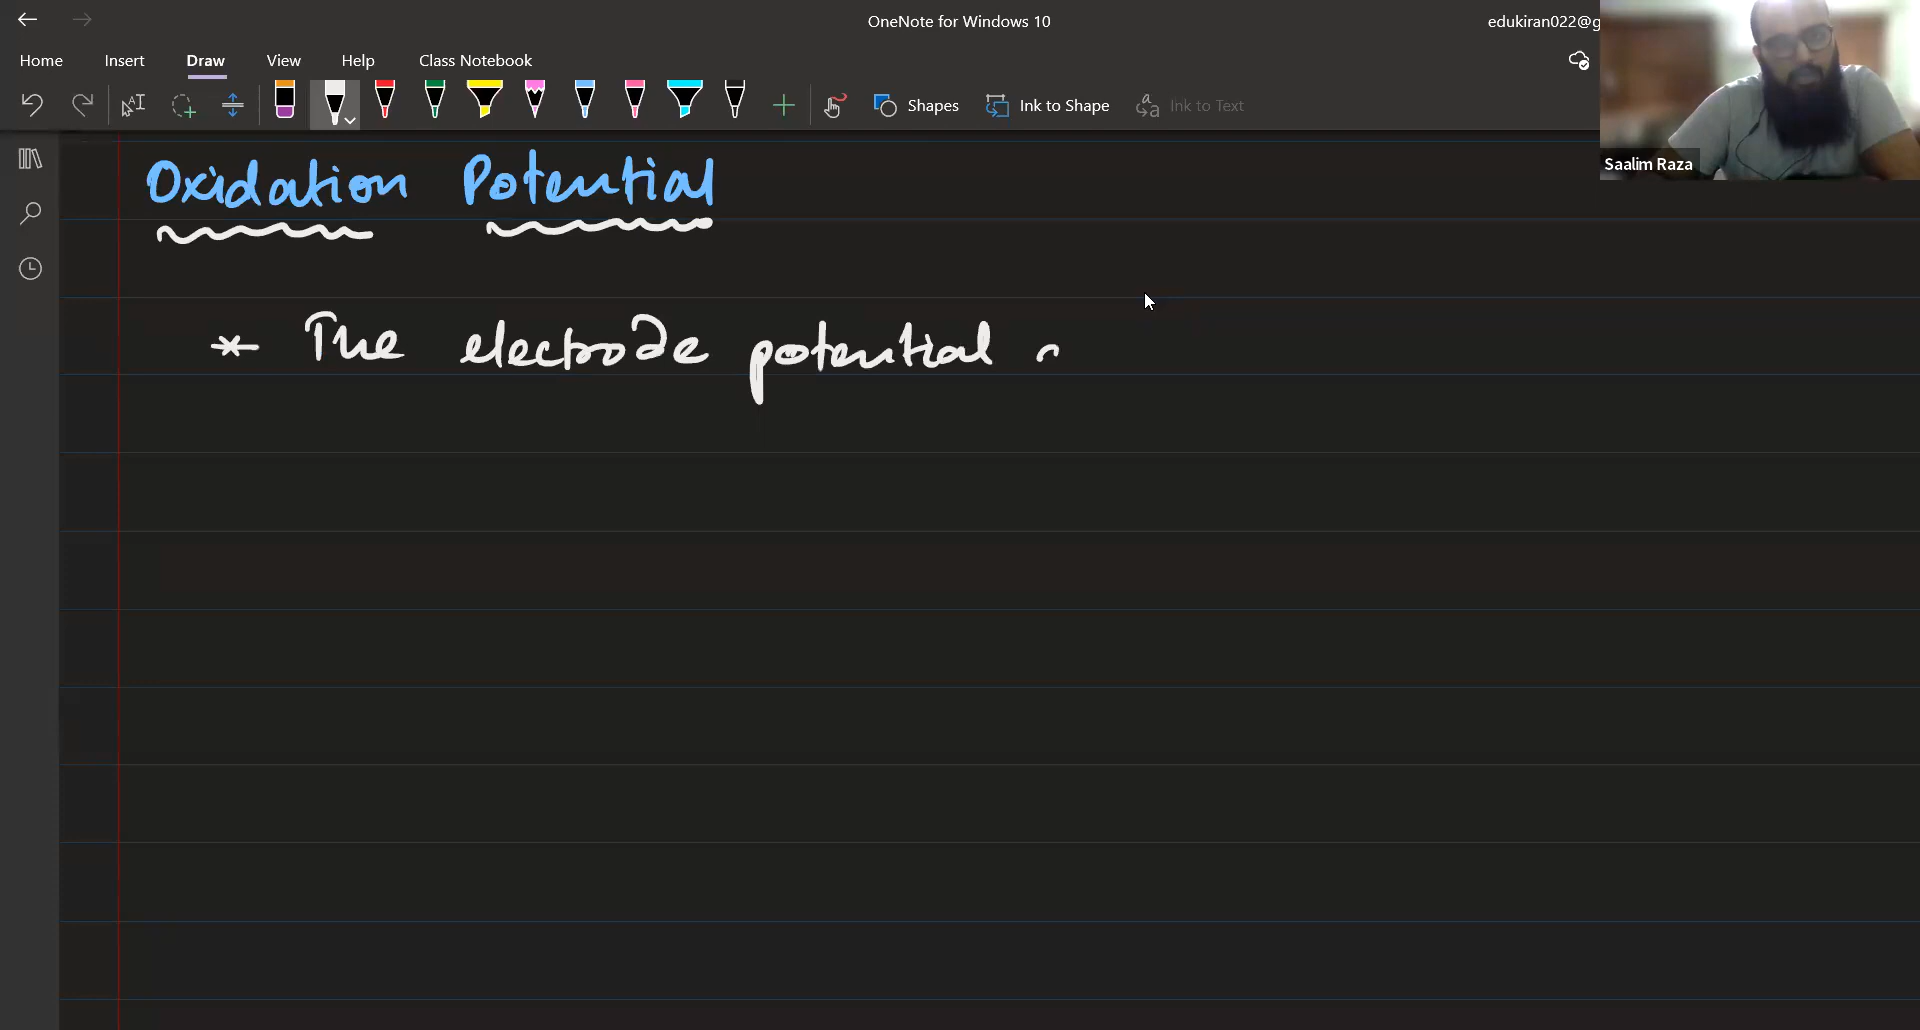 OneNote for Windows 10
edukiran022@g
Home Insert Draw View Help Class Notebook
Shapes Ink to Shape Ink to Text
Saalim Raza
Oxidation Potential
* The electrode potential